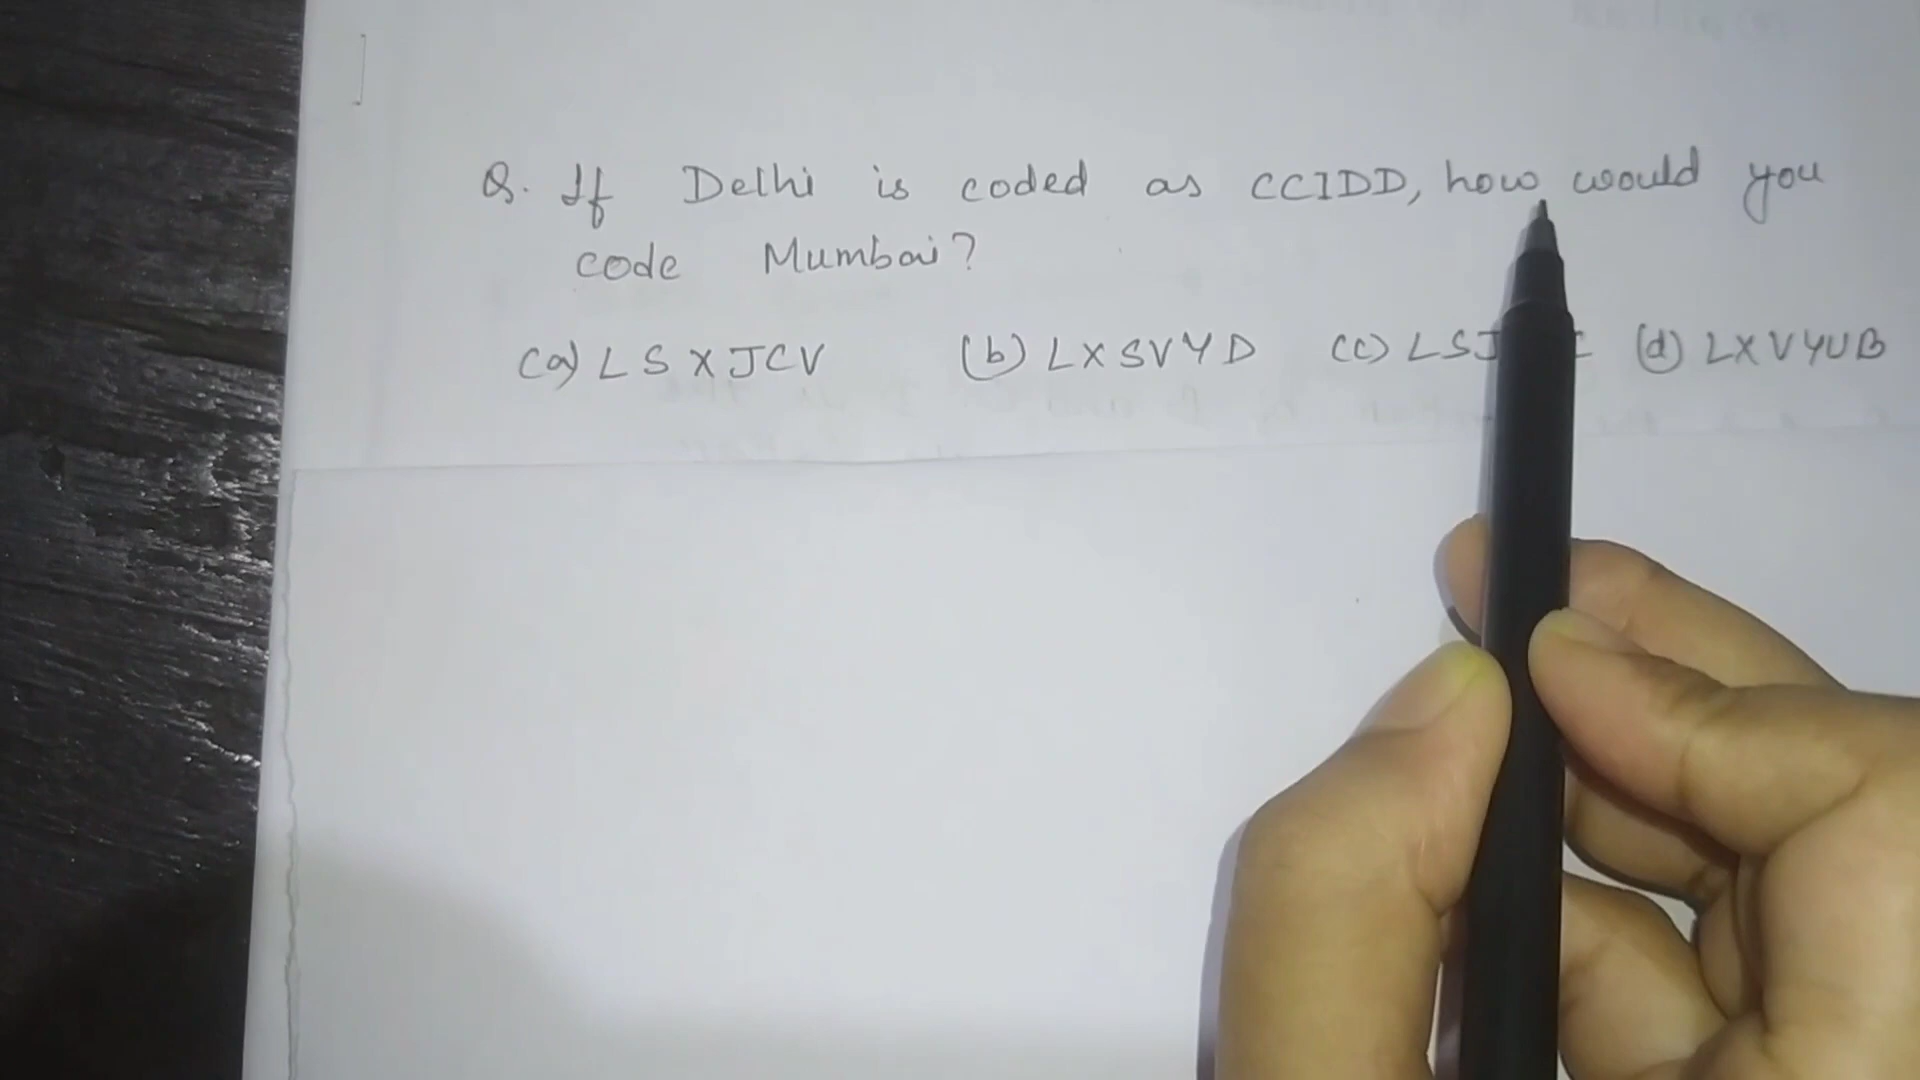 Q. If Delhi is coded as CCIDD, how would you
code Mumbai?
(a) LSXJCV (b) LXSVYD (c) LSJ (d) LXVYUB